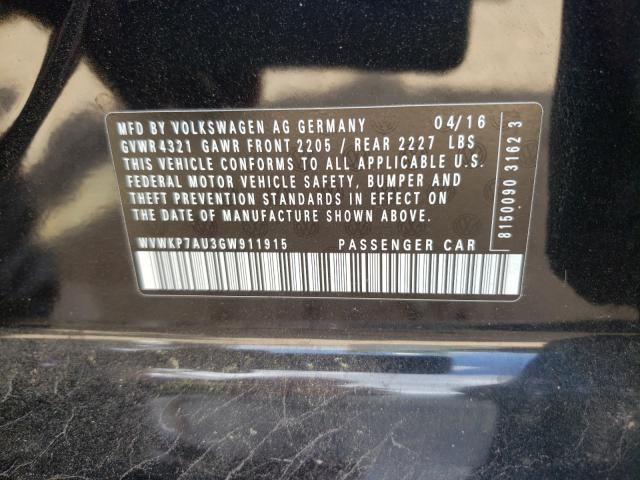 MFD BY VOLKSWAGEN AG GERMANY 04/16
GVWR 4321 GAWR FRONT 2205 / REAR 2227 LBS
THIS VEHICLE CONFORMS TO ALL APPLICABLE U.S.
FEDERAL MOTOR VEHICLE SAFETY, BUMPER AND
THEFT PREVENTION STANDARDS IN EFFECT ON
THE DATE OF MANUFACTURE SHOWN ABOVE.
WVWKP7AU3GW911915 PASSENGER CAR
8150090 3162 3